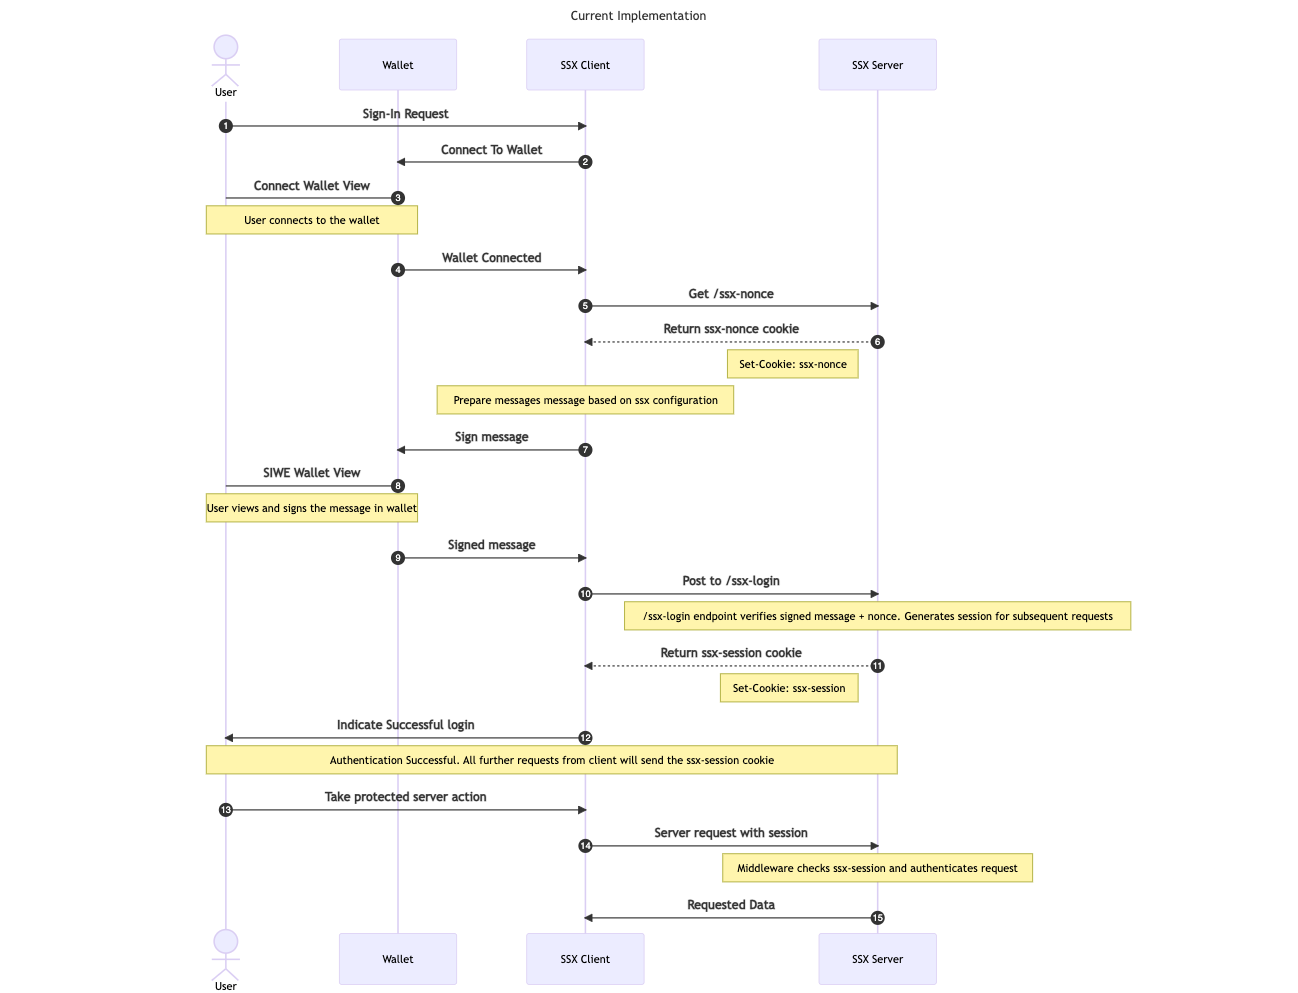 Current Implementation
User
Wallet
SSX Client
SSX Server
Sign-In Request
1
Connect To Wallet
2
Connect Wallet View
3
User connects to the wallet
Wallet Connected
4
Get /ssx-nonce
5
Return ssx-nonce cookie
6
Set-Cookie: ssx-nonce
Prepare messages message based on ssx configuration
Sign message
7
SIWE Wallet View
8
User views and signs the message in wallet
Signed message
9
Post to /ssx-login
10
/ssx-login endpoint verifies signed message + nonce. Generates session for subsequent requests
Return ssx-session cookie
11
Set-Cookie: ssx-session
Indicate Successful login
12
Authentication Successful. All further requests from client will send the ssx-session cookie
Take protected server action
13
Server request with session
14
Middleware checks ssx-session and authenticates request
Requested Data
15
User
Wallet
SSX Client
SSX Server